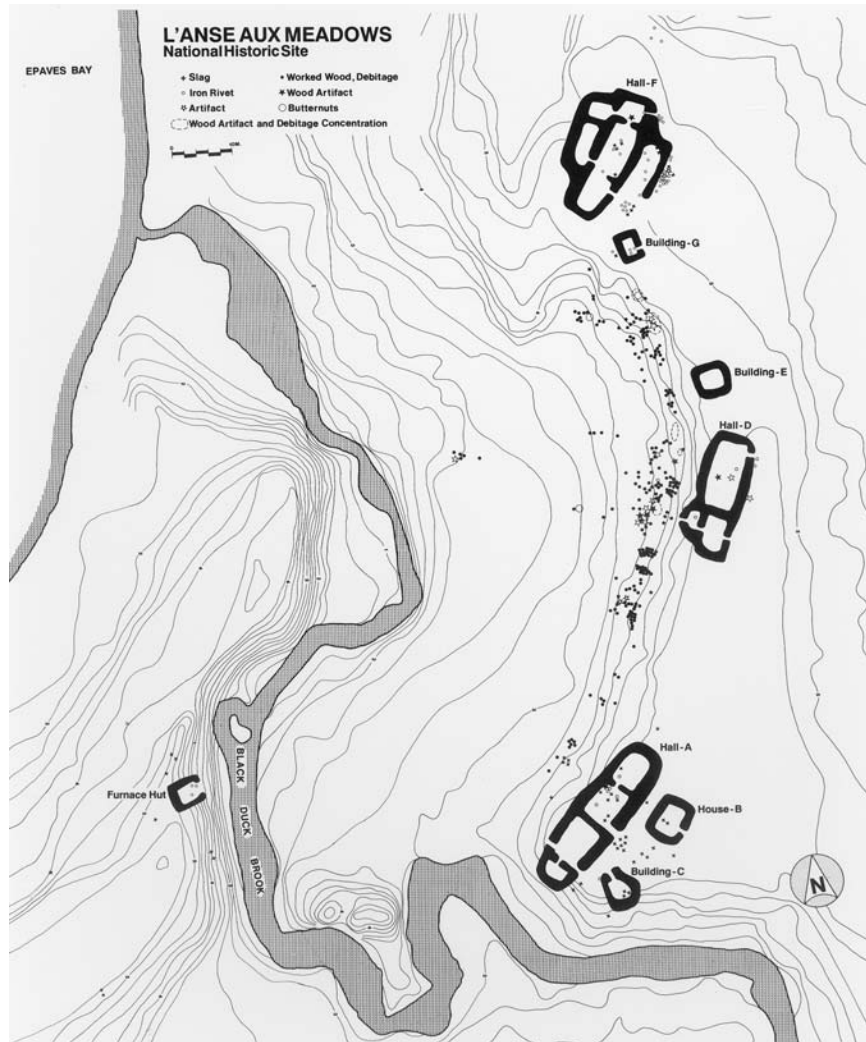 L'ANSE AUX MEADOWS
National Historic Site
EPAVES BAY
Slag
Iron Rivet
Artifact
Worked Wood, Debitage
Wood Artifact
Butternuts
Wood Artifact and Debitage Concentration
0
Hall-F
Building-G
Building-E
Hall-D
Hall-A
House-B
Building-C
Furnace Hut
BLACK
DUCK
BROOK
N